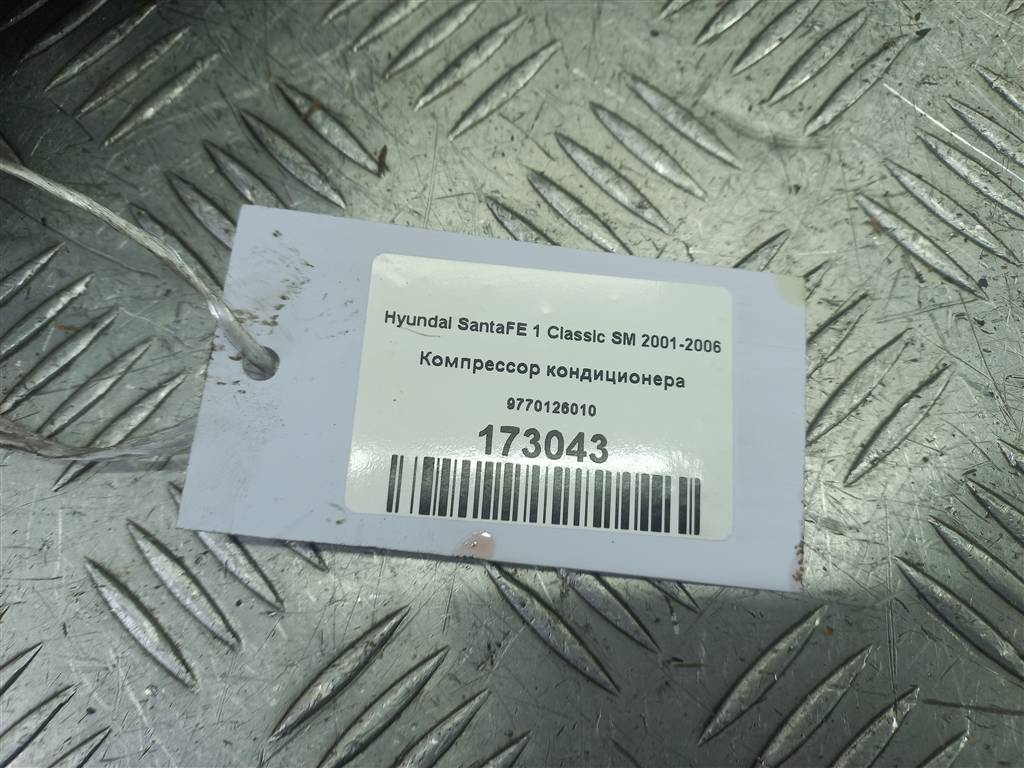 Hyundai SantaFE 1 Classic SM 2001-2006
Компрессор кондиционера
9770126010
173043